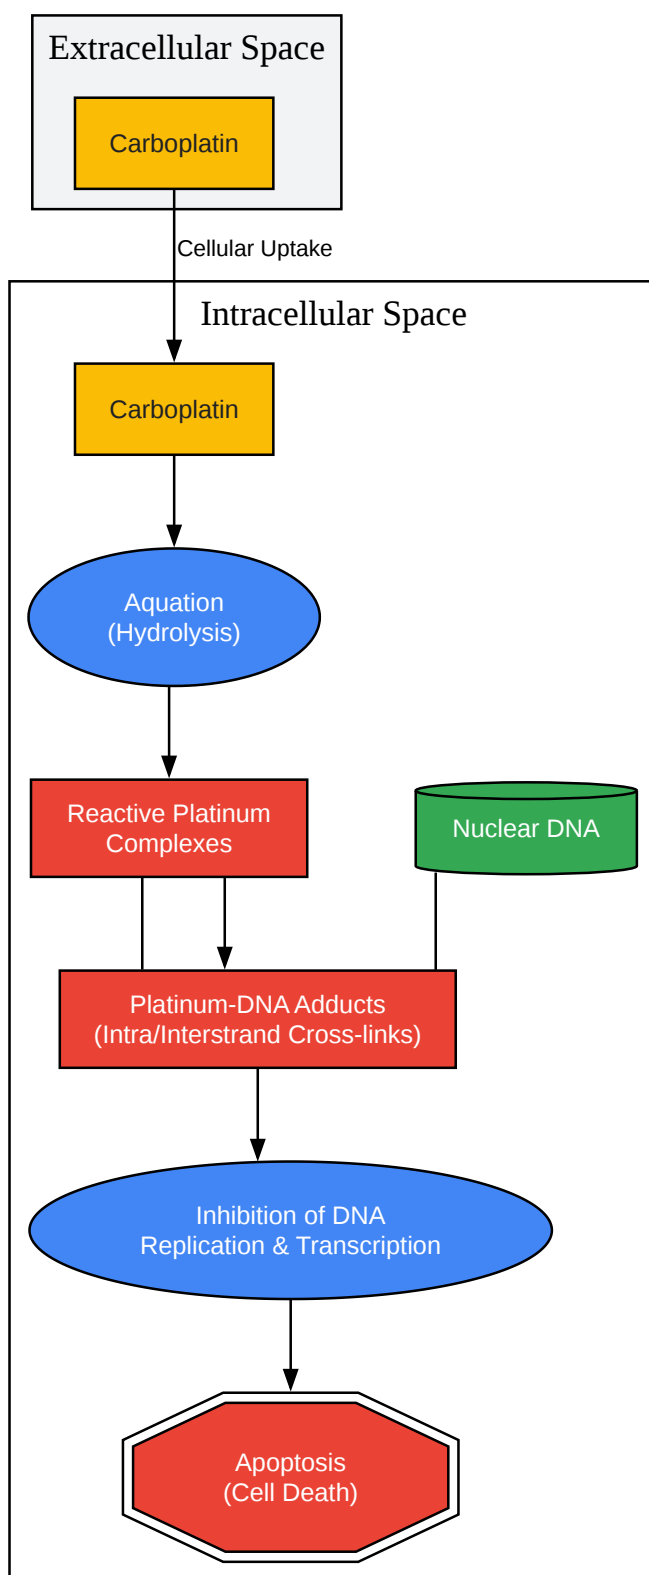 Extracellular Space
Carboplatin
Cellular Uptake
Intracellular Space
Carboplatin
Aquation
(Hydrolysis)
Reactive Platinum
Complexes
Nuclear DNA
Platinum-DNA Adducts
(Intra/Interstrand Cross-links)
Inhibition of DNA
Replication & Transcription
Apoptosis
(Cell Death)